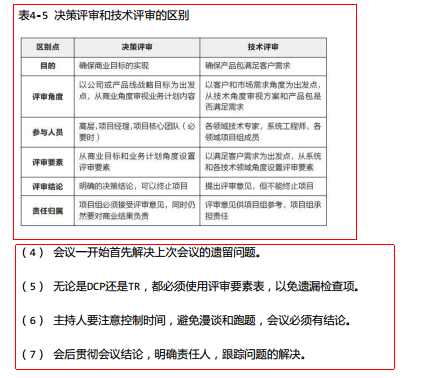 表4-5 决策评审和技术评审的区别
区别点 决策评审 技术评审
目的 确保商业目标的实现 确保产品包满足客户需求
评审角度 以公司或产品线战略目标为出发点，从商业角度审视业务计划内容 以客户和市场需求角度为出发点，从技术角度审视方案和产品包是否满足需求
参与人员 高层，项目经理，项目核心团队（必要时） 各领域技术专家，系统工程师，各领域项目组成员
评审要素 从商业目标和业务计划角度设置评审要素 以满足客户需求为出发点，从系统和各技术领域角度设置评审要素
评审结论 明确的决策结论，可以终止项目 提出评审意见，但不能终止项目
责任归属 项目组必须接受评审意见，同时仍然要对商业结果负责 评审意见供项目组参考，项目组承担责任
（4） 会议一开始首先解决上次会议的遗留问题。
（5） 无论是DCP还是TR，都必须使用评审要素表，以免遗漏检查项。
（6） 主持人要注意控制时间，避免漫谈和跑题，会议必须有结论。
（7） 会后贯彻会议结论，明确责任人，跟踪问题的解决。